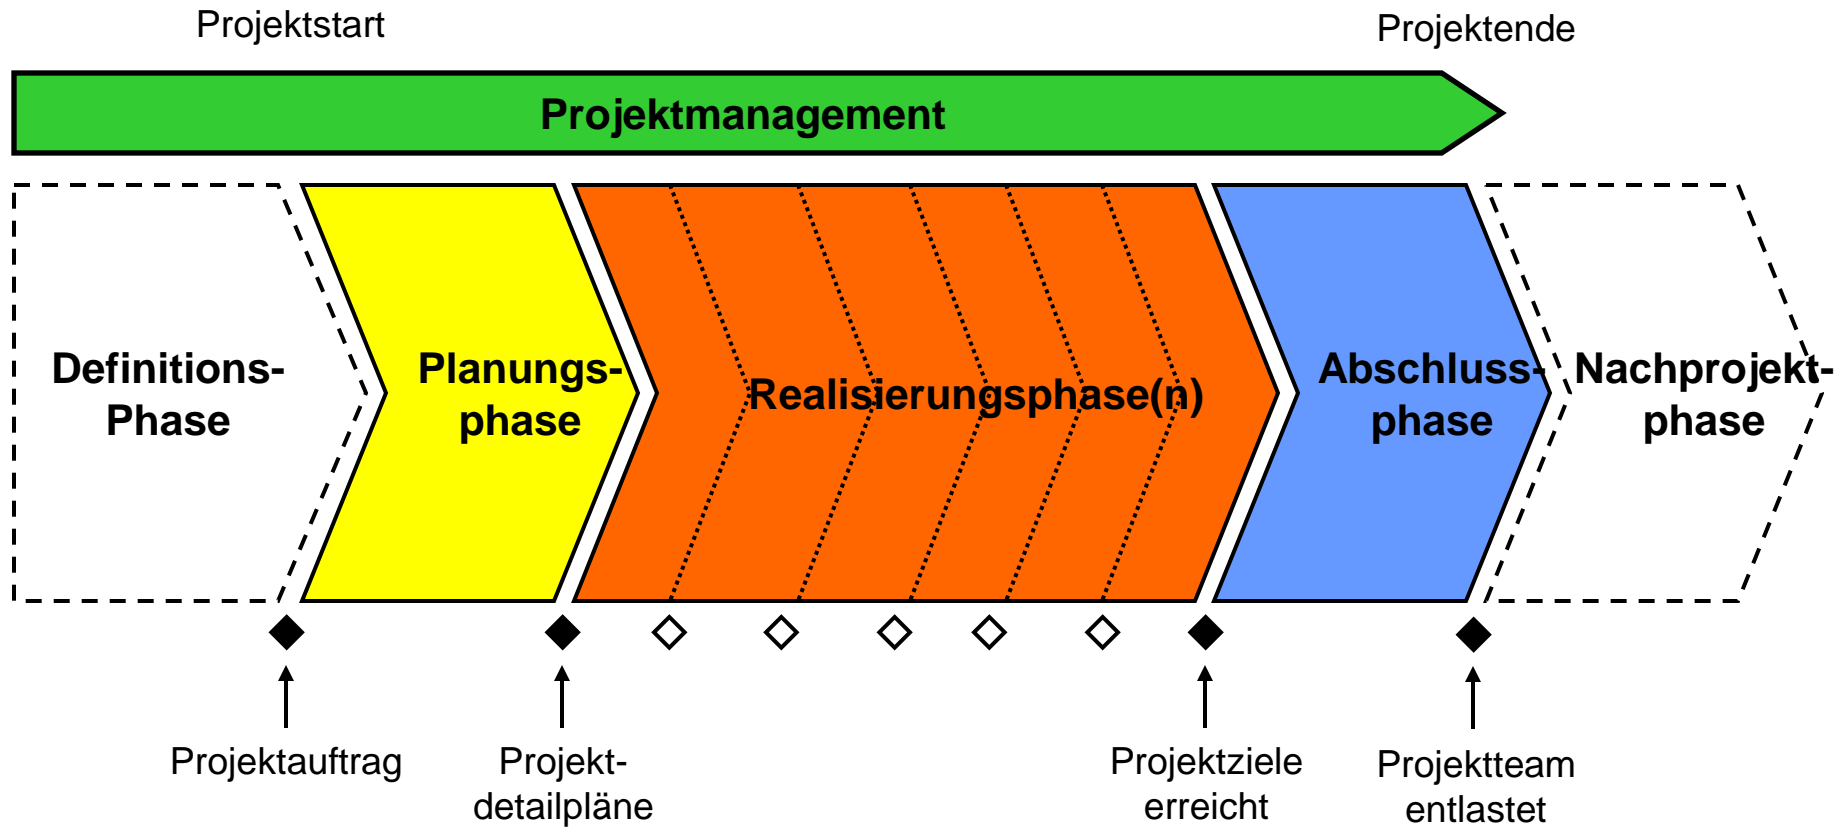 Projektstart
Projektende
Projektmanagement
Definitions-
Phase
Planungs-
phase
Realisierungsphase(n)
Abschluss-
phase
Nachprojekt-
phase
Projektauftrag
Projekt-
detailpläne
Projektziele
erreicht
Projektteam
entlastet